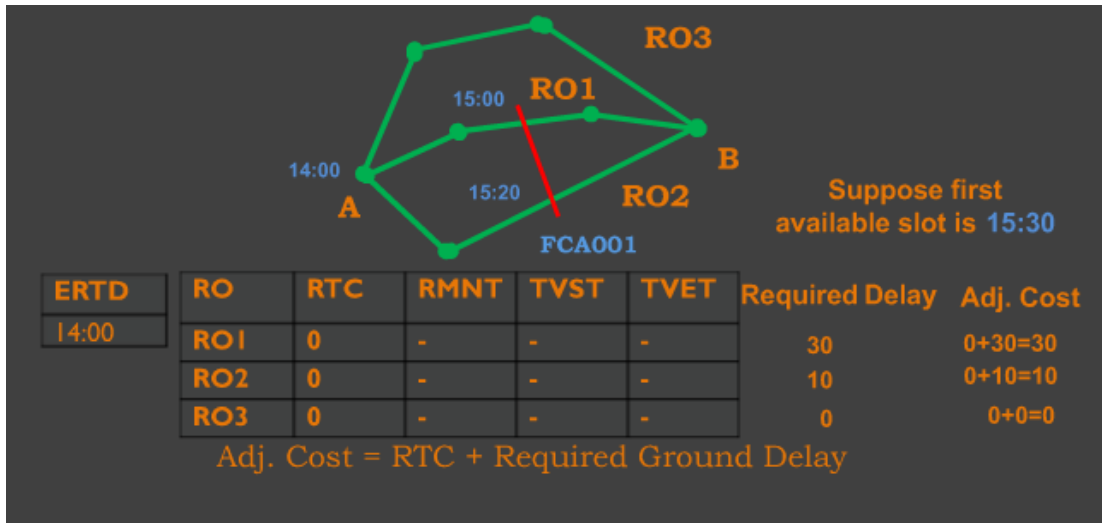 RO3
15:00 RO1
14:00
A
B
15:20
RO2
FCA001
Suppose first
available slot is 15:30
ERTD
14:00
RO RTC RMNT TVST TVET Required Delay Adj. Cost
RO1 0 - - - 30 0+30=30
RO2 0 - - - 10 0+10=10
RO3 0 - - - 0 0+0=0
Adj. Cost = RTC + Required Ground Delay